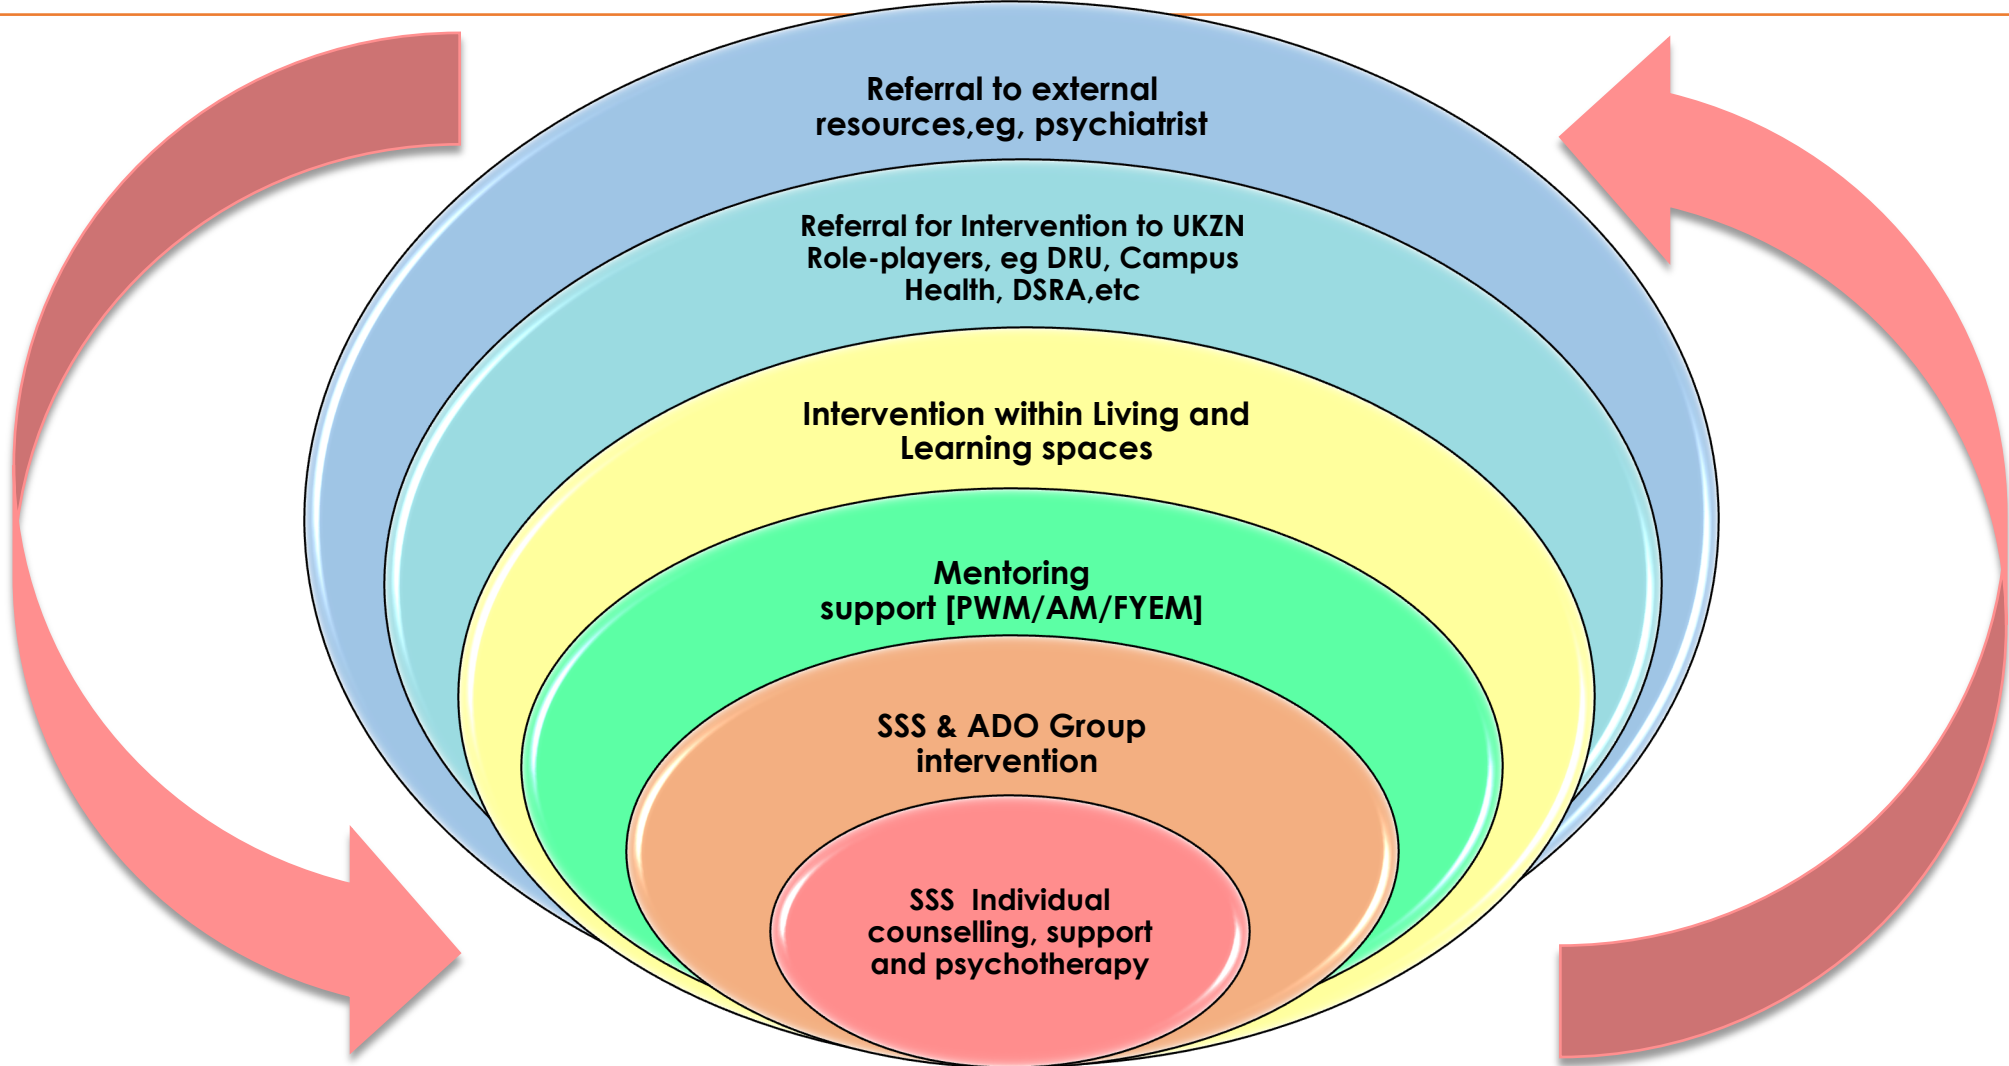 Referral to external
resources,eg, psychiatrist
Referral for Intervention to UKZN
Role-players, eg DRU, Campus
Health, DSRA,etc
Intervention within Living and
Learning spaces
Mentoring
support [PWM/AM/FYEM]
SSS & ADO Group
intervention
SSS  Individual
counselling, support
and psychotherapy